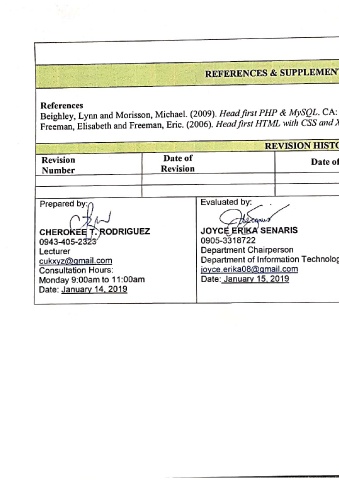 REFERENCES & SUPPLEMEN
References
Beighley, Lynn and Morisson, Michael. (2009). Head first PHP & MySQL. CA:
Freeman, Elisabeth and Freeman, Eric. (2006). Head first HTML with CSS and X
REVISION HISTO
Revision Number
Date of Revision
Date of
Prepared by:
CHEROKEE T. RODRIGUEZ
0943-405-2323
Lecturer
cukxyz@gmail.com
Consultation Hours:
Monday 9:00am to 11:00am
Date: January 14, 2019
Evaluated by:
JOYCE ERIKA SENARIS
0905-3318722
Department Chairperson
Department of Information Technolog
joyce.erika08@gmail.com
Date: January 15, 2019